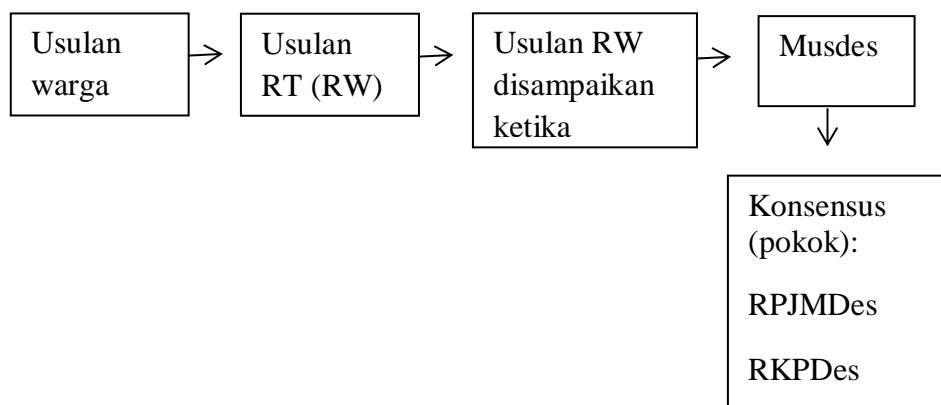 Usulan
warga
Usulan
RT (RW)
Usulan RW
disampaikan
ketika
Musdes
Konsensus
(pokok):
RPJMDes
RKPDes